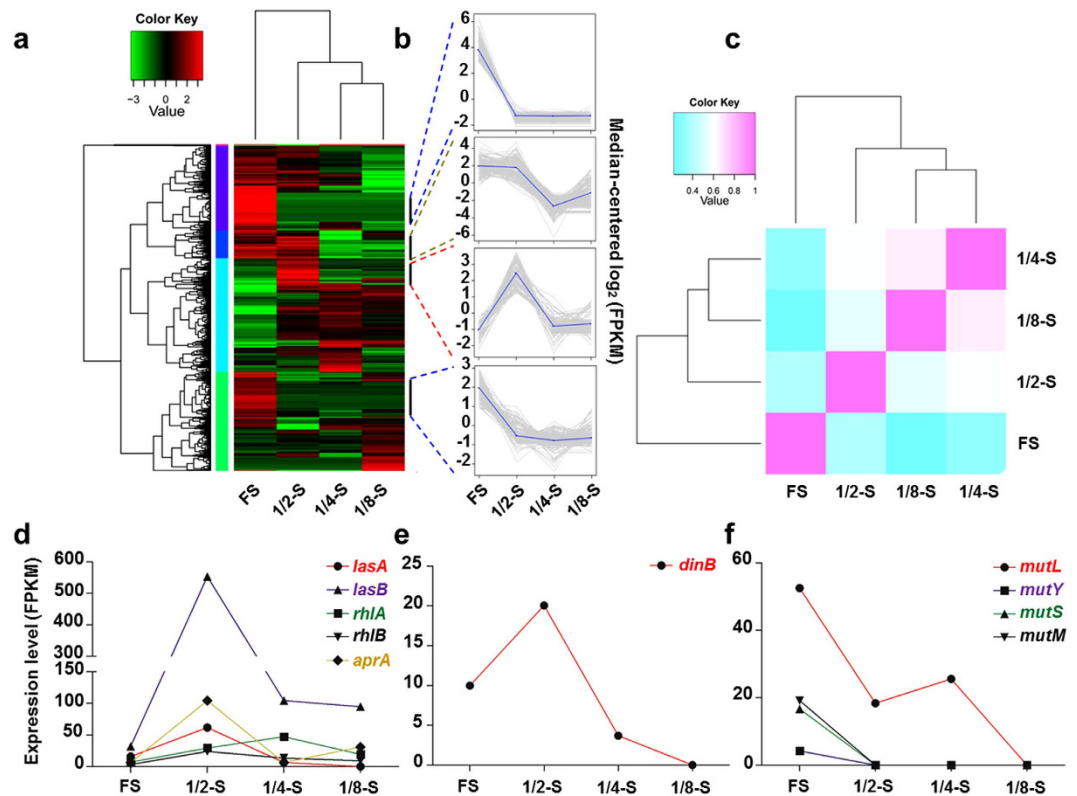 a
Color Key
−3 0 2
Value
FS 1/2-S 1/4-S 1/8-S
b
6
4
2
0
-2
4
2
0
-2
-4
-6
3
2
1
0
-1
-2
3
2
1
0
-1
-2
FS 1/2-S 1/4-S 1/8-S
Median-centered log2 (FPKM)
c
Color Key
0.4 0.6 0.8 1
Value
1/4-S
1/8-S
1/2-S
FS
FS 1/2-S 1/8-S 1/4-S
d
Expression level (FPKM)
600
500
400
300
150
100
50
0
FS 1/2-S 1/4-S 1/8-S
lasA
lasB
rhlA
rhlB
aprA
e
25
20
15
10
5
0
FS 1/2-S 1/4-S 1/8-S
dinB
f
60
40
20
0
FS 1/2-S 1/4-S 1/8-S
mutL
mutY
mutS
mutM